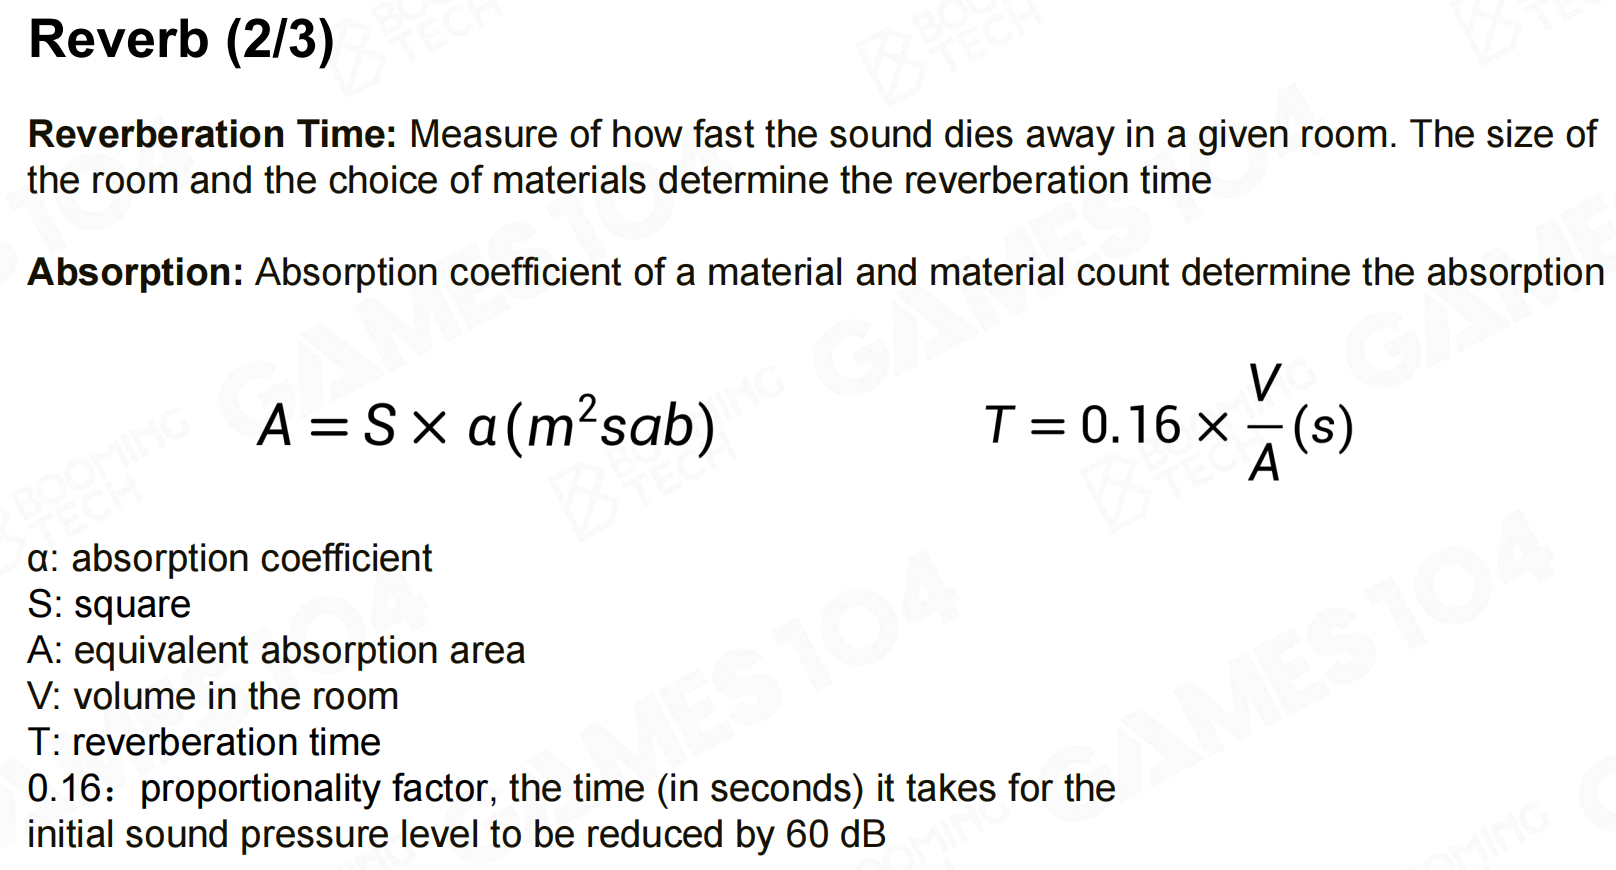 Reverb (2/3)
Reverberation Time: Measure of how fast the sound dies away in a given room. The size of
the room and the choice of materials determine the reverberation time
Absorption: Absorption coefficient of a material and material count determine the absorption
A = S × a(m²sab)
T = 0.16 × V/A (s)
α: absorption coefficient
S: square
A: equivalent absorption area
V: volume in the room
T: reverberation time
0.16：proportionality factor, the time (in seconds) it takes for the
initial sound pressure level to be reduced by 60 dB
BOOMING TECH
GAMES104